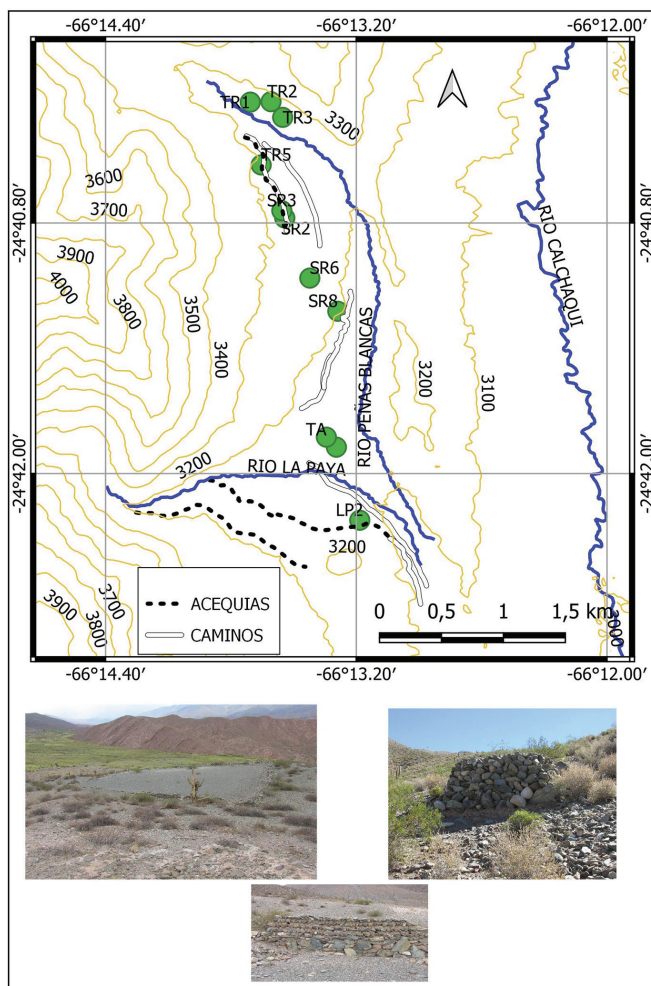 -66°14.40′ -66°13.20′ -66°12.00′
TR1
TR2
TR3
3300
TR5
3600
3700
SR3
SR2
-24°40.80′
-24°40.80′
RIO CALCHAQUI
3900
4000
3800
3500
3400
SR6
SR8
RIO PEÑAS BLANCAS
3200
3100
TA
3200
RIO LA PAYA
-24°42.00′
-24°42.00′
LP2
3200
3700
3900
3800
ACEQUIAS
CAMINOS
0 0,5 1 1,5 km
3000
-66°14.40′ -66°13.20′ -66°12.00′